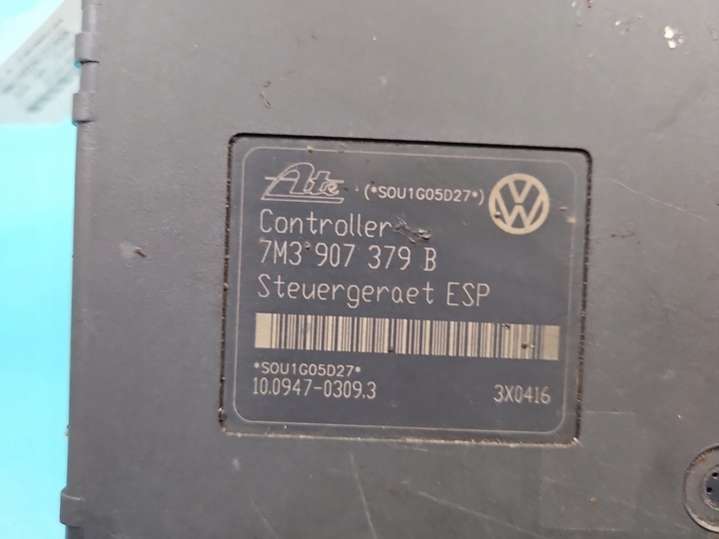 Ate (*SOU1G05D27*)
Controller
7M3 907 379 B
Steuergeraet ESP
*SOU1G05D27*
10.0947-0309.3 3X0416